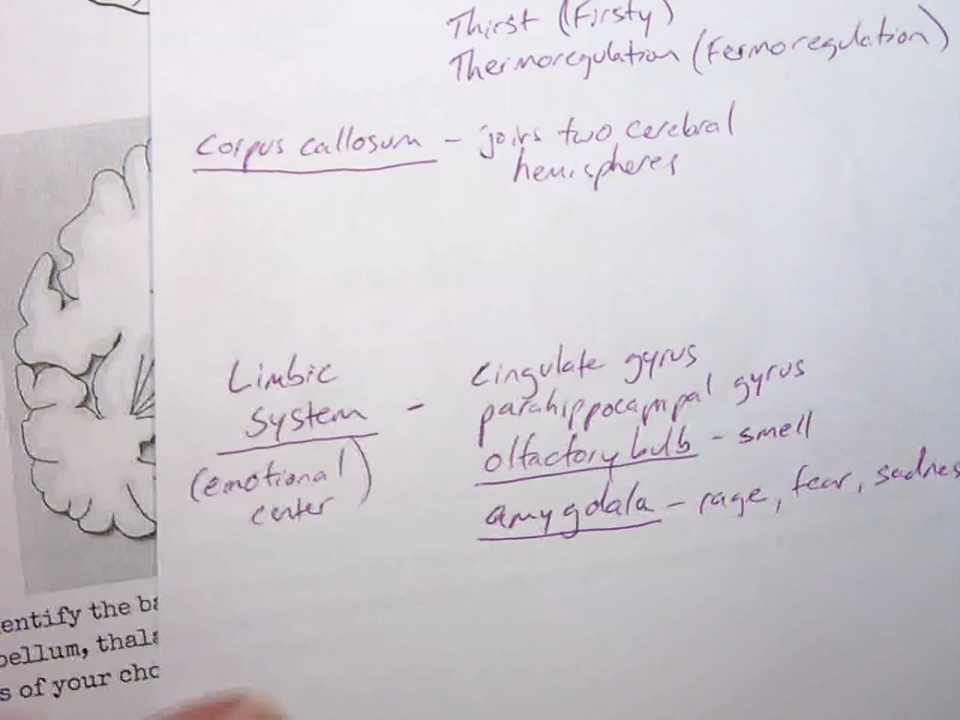 Thirst (Firsty)
Thermoregulation (Fermoregulation)
Corpus callosum - joins two cerebral
hemispheres
Limbic
system -
(emotional)
center
cingulate gyrus
parahippocampal gyrus
olfactory bulb - smell
amygdala - rage, fear, sadnes
entify the ba
bellum, thala
s of your cho